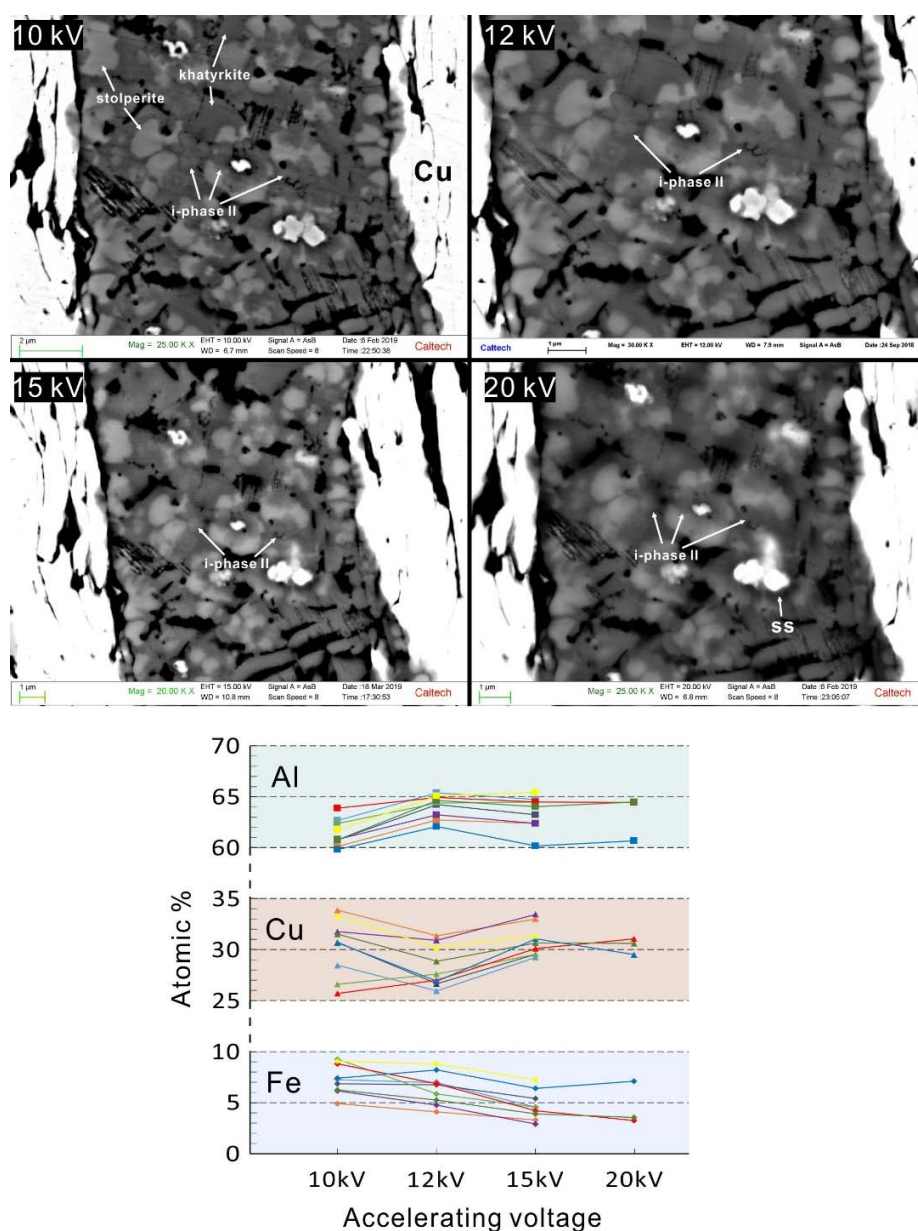 10 kV
khatyrkite
stolperite
Cu
i-phase II
2 µm
Mag = 25.00 K X
EHT = 10.00 kV
WD = 6.7 mm
Signal A = AsB
Scan Speed = 8
Date :6 Feb 2019
Time :22:50:38
Caltech
12 kV
i-phase II
Caltech
1 µm
Mag = 30.00 K X
EHT = 12.00 kV
WD = 7.9 mm
Signal A = AsB
Date :24 Sep 2018
15 kV
i-phase II
1 µm
Mag = 20.00 K X
EHT = 15.00 kV
WD = 10.8 mm
Signal A = AsB
Scan Speed = 8
Date :18 Mar 2019
Time :17:30:53
Caltech
20 kV
i-phase II
ss
1 µm
Mag = 25.00 K X
EHT = 20.00 kV
WD = 6.8 mm
Signal A = AsB
Scan Speed = 8
Date :6 Feb 2019
Time :23:05:07
Caltech
70
Al
65
60
35
Cu
30
25
10
Fe
5
0
Atomic %
10kV 12kV 15kV 20kV
Accelerating voltage